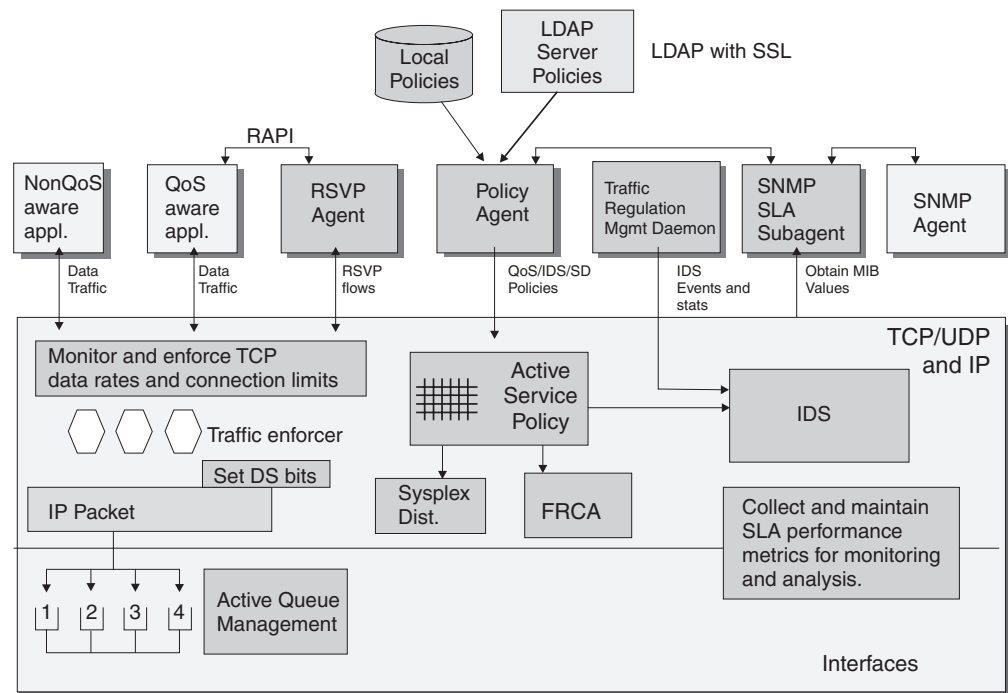 Local
Policies
LDAP
Server
Policies
LDAP with SSL
RAPI
NonQoS
aware
appl.
QoS
aware
appl.
RSVP
Agent
Policy
Agent
Traffic
Regulation
Mgmt Daemon
SNMP
SLA
Subagent
SNMP
Agent
Data
Traffic
Data
Traffic
RSVP
flows
QoS/IDS/SD
Policies
IDS
Events and
stats
Obtain MIB
Values
TCP/UDP
and IP
Monitor and enforce TCP
data rates and connection limits
Active
Service
Policy
IDS
Traffic enforcer
Set DS bits
IP Packet
Sysplex
Dist.
FRCA
Collect and maintain
SLA performance
metrics for monitoring
and analysis.
1 2 3 4
Active Queue
Management
Interfaces